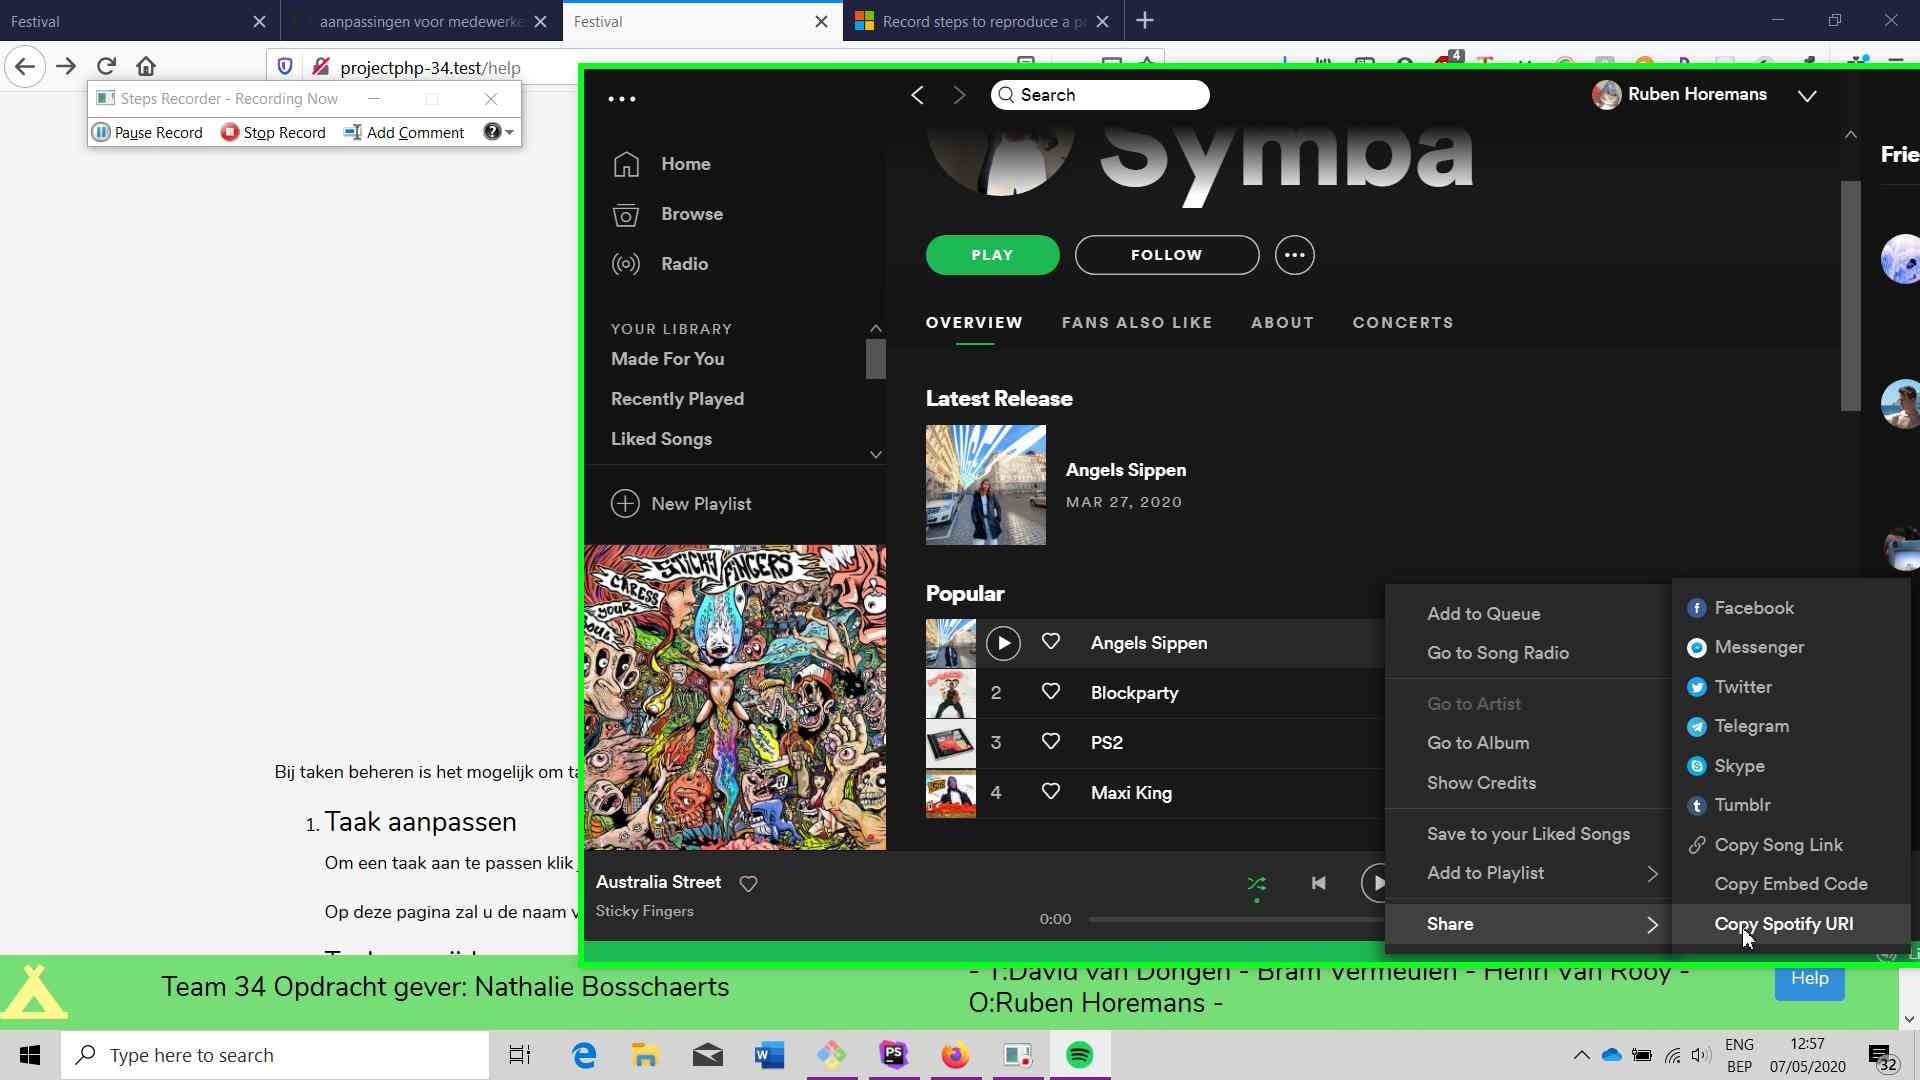 Festival
aanpassingen voor medewerke
Festival
Record steps to reproduce a p
projectphp-34.test/help
4
Steps Recorder - Recording Now
Pause Record
Stop Record
Add Comment
Search
Ruben Horemans
Home
Browse
Radio
YOUR LIBRARY
Made For You
Recently Played
Liked Songs
New Playlist
STICKY FINGERS
CARESS YOUR SOUL
Australia Street
Sticky Fingers
Symba
PLAY
FOLLOW
OVERVIEW
FANS ALSO LIKE
ABOUT
CONCERTS
Frie
Latest Release
Angels Sippen
MAR 27, 2020
Popular
Angels Sippen
2 Blockparty
3 PS2
4 Maxi King
0:00
Add to Queue
Go to Song Radio
Go to Artist
Go to Album
Show Credits
Save to your Liked Songs
Add to Playlist
Share
Facebook
Messenger
Twitter
Telegram
Skype
Tumblr
Copy Song Link
Copy Embed Code
Copy Spotify URI
Bij taken beheren is het mogelijk om ta
1. Taak aanpassen
Om een taak aan te passen klik
Op deze pagina zal u de naam v
Team 34 Opdracht gever: Nathalie Bosschaerts
- T:David van Dongen - Bram Vermeulen - Henri Van Rooy -
O:Ruben Horemans -
Help
Type here to search
ENG
BEP
12:57
07/05/2020
32